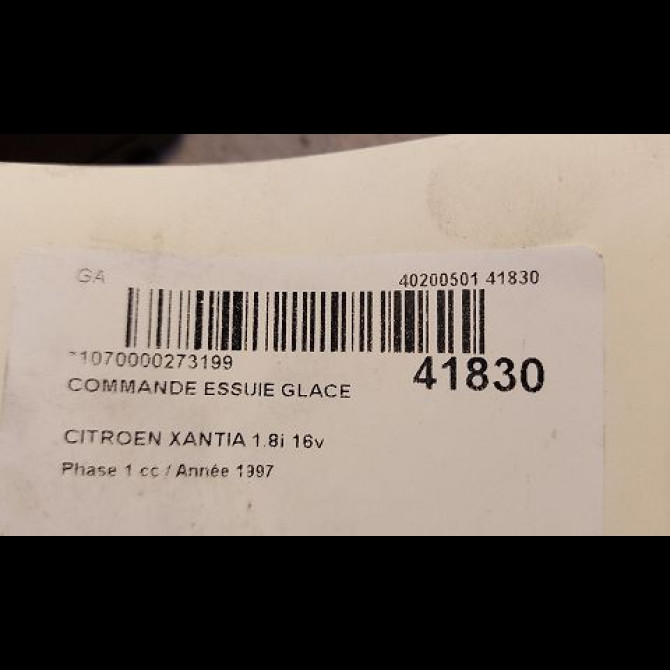 GA 40200501 41830
1070000273199
41830
COMMANDE ESSUIE GLACE
CITROEN XANTIA 1.8i 16v
Phase 1 cc / Année 1997